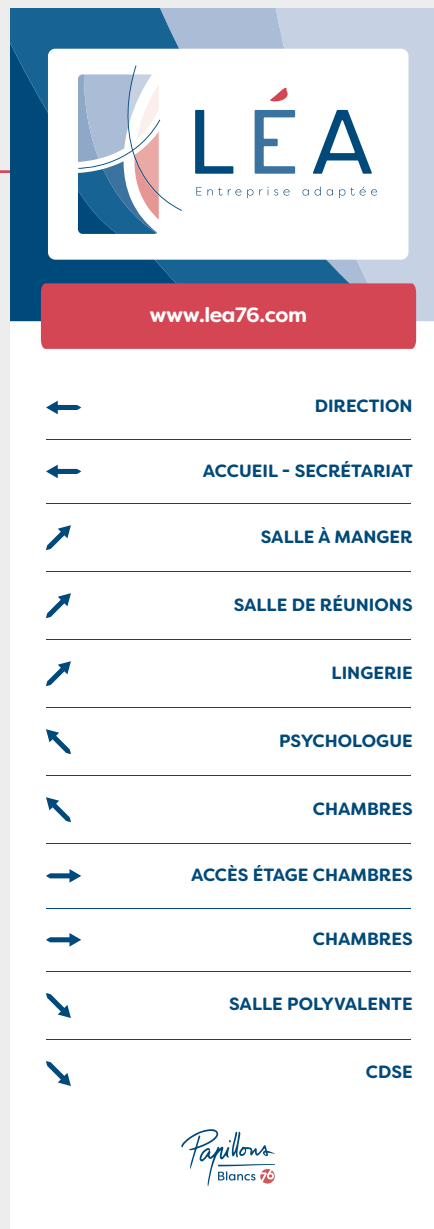 LÉA
Entreprise adaptée
www.lea76.com
DIRECTION
ACCUEIL - SECRÉTARIAT
SALLE À MANGER
SALLE DE RÉUNIONS
LINGERIE
PSYCHOLOGUE
CHAMBRES
ACCÈS ÉTAGE CHAMBRES
CHAMBRES
SALLE POLYVALENTE
CDSE
Papillons
Blancs 76